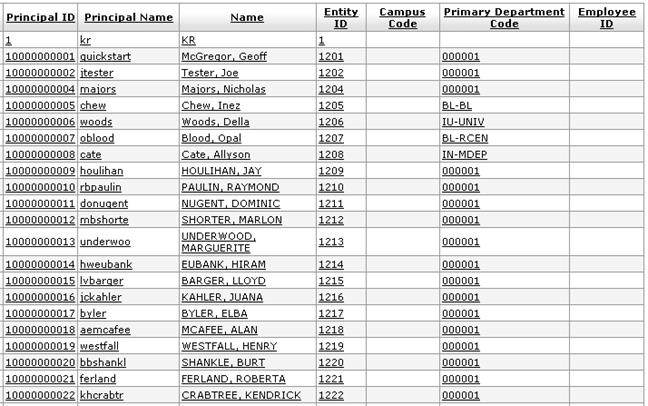 Principal ID Principal Name Name Entity ID Campus Code Primary Department Code Employee ID
1 kr KR 1
10000000001 quickstart McGregor, Geoff 1201 000001
10000000002 jtester Tester, Joe 1202 000001
10000000004 majors Majors, Nicholas 1204 000001
10000000005 chew Chew, Inez 1205 BL-BL
10000000006 woods Woods, Della 1206 IU-UNIV
10000000007 oblood Blood, Opal 1207 BL-RCEN
10000000008 cate Cate, Allyson 1208 IN-MDEP
10000000009 houlihan HOULIHAN, JAY 1209 000001
10000000010 rbpaulin PAULIN, RAYMOND 1210 000001
10000000011 donugent NUGENT, DOMINIC 1211 000001
10000000012 mbshorte SHORTER, MARLON 1212 000001
10000000013 underwoo UNDERWOOD, MARGUERITE 1213 000001
10000000014 hweubank EUBANK, HIRAM 1214 000001
10000000015 lvbarger BARGER, LLOYD 1215 000001
10000000016 jckahler KAHLER, JUANA 1216 000001
10000000017 byler BYLER, ELBA 1217 000001
10000000018 aemcafee MCAFEE, ALAN 1218 000001
10000000019 westfall WESTFALL, HENRY 1219 000001
10000000020 bbshankl SHANKLE, BURT 1220 000001
10000000021 ferland FERLAND, ROBERTA 1221 000001
10000000022 khcrabtr CRABTREE, KENDRICK 1222 000001